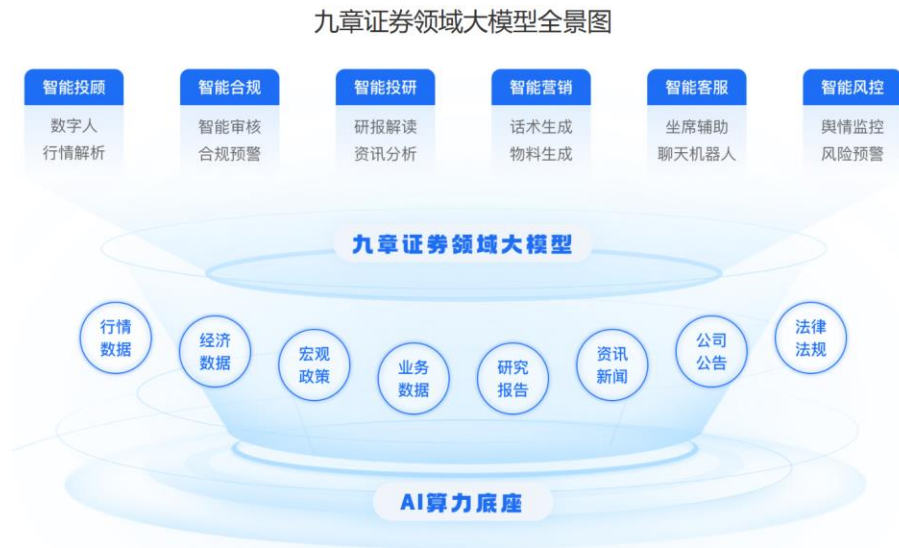 九章证券领域大模型全景图
智能投顾
数字人
行情解析
智能合规
智能审核
合规预警
智能投研
研报解读
资讯分析
智能营销
话术生成
物料生成
智能客服
坐席辅助
聊天机器人
智能风控
舆情监控
风险预警
九章证券领域大模型
行情
数据
经济
数据
宏观
政策
业务
数据
研究
报告
资讯
新闻
公司
公告
法律
法规
AI算力底座